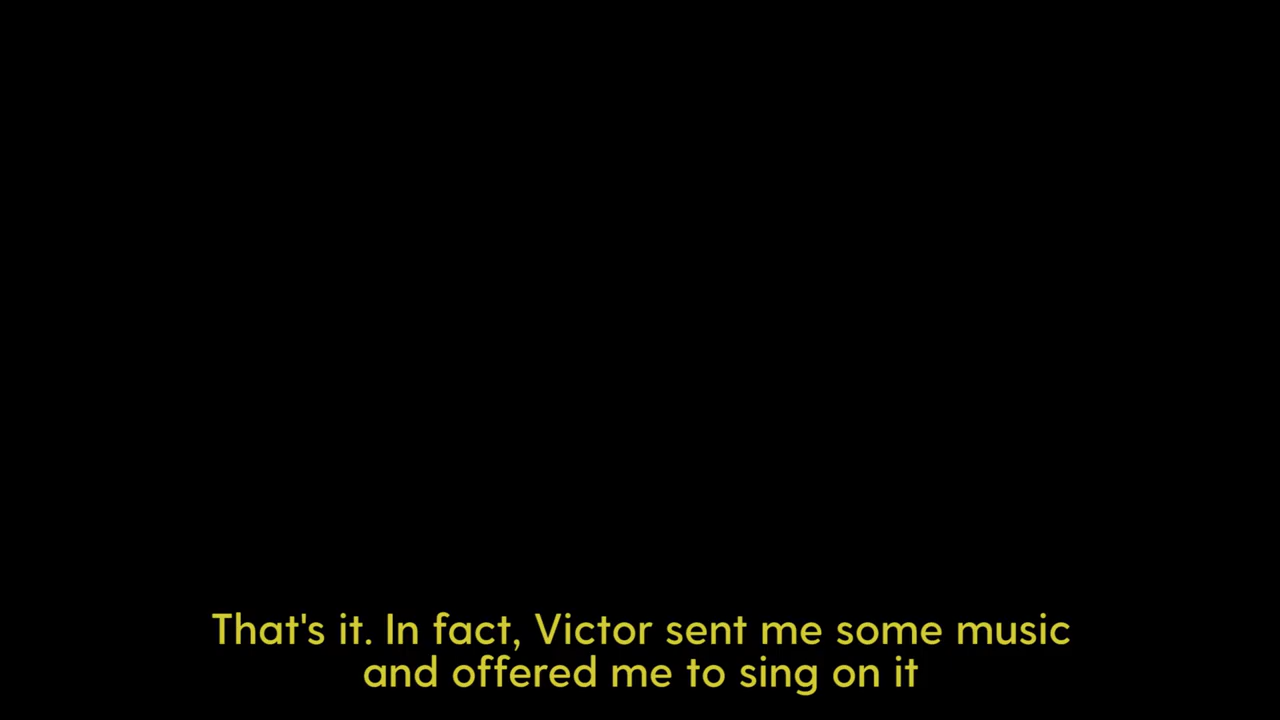 That's it. In fact, Victor sent me some music
and offered me to sing on it